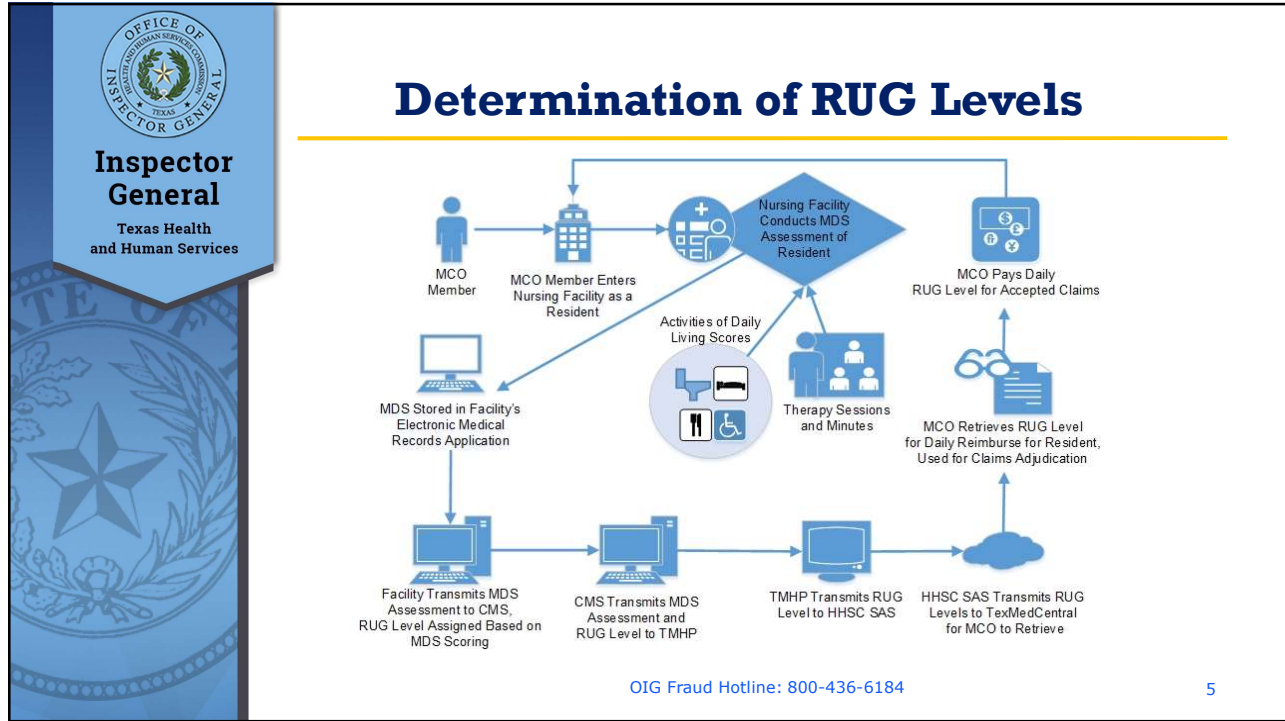 OFFICE OF
INSPECTOR GENERAL
HEALTH AND HUMAN SERVICES COMMISSION
TEXAS
Inspector
General
Texas Health
and Human Services
Determination of RUG Levels
MCO
Member
MCO Member Enters
Nursing Facility as a
Resident
Nursing Facility
Conducts MDS
Assessment of
Resident
MCO Pays Daily
RUG Level for Accepted Claims
Activities of Daily
Living Scores
Therapy Sessions
and Minutes
MDS Stored in Facility's
Electronic Medical
Records Application
MCO Retrieves RUG Level
for Daily Reimburse for Resident,
Used for Claims Adjudication
Facility Transmits MDS
Assessment to CMS,
RUG Level Assigned Based on
MDS Scoring
CMS Transmits MDS
Assessment and
RUG Level to TMHP
TMHP Transmits RUG
Level to HHSC SAS
HHSC SAS Transmits RUG
Levels to TexMedCentral
for MCO to Retrieve
OIG Fraud Hotline: 800-436-6184
5